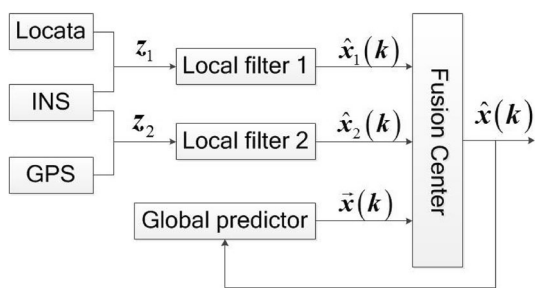 Locata
z₁
Local filter 1
x̂₁(k)
INS
z₂
Local filter 2
x̂₂(k)
GPS
Global predictor
x⃗(k)
Fusion Center
x̂(k)